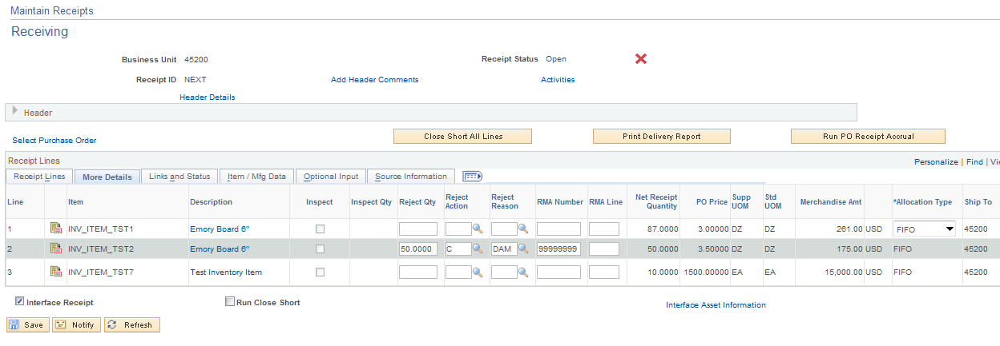 Maintain Receipts
Receiving
Business Unit 45200 Receipt Status Open
Receipt ID NEXT Add Header Comments Activities
Header Details
Header
Select Purchase Order Close Short All Lines Print Delivery Report Run PO Receipt Accrual
Receipt Lines Personalize | Find | Vie
Receipt Lines More Details Links and Status Item / Mfg Data Optional Input Source Information
Line Item Description Inspect Inspect Qty Reject Qty Reject Action Reject Reason RMA Number RMA Line Net Receipt Quantity PO Price Supp UOM Std UOM Merchandise Amt *Allocation Type Ship To
1 INV_ITEM_TST1 Emory Board 6" 87.0000 3.00000 DZ DZ 261.00 USD FIFO 45200
2 INV_ITEM_TST2 Emory Board 6" 50.0000 C DAM 99999999 50.0000 3.50000 DZ DZ 175.00 USD FIFO 45200
3 INV_ITEM_TST7 Test Inventory Item 10.0000 1500.00000 EA EA 15,000.00 USD FIFO 45200
Interface Receipt Run Close Short Interface Asset Information
Save Notify Refresh